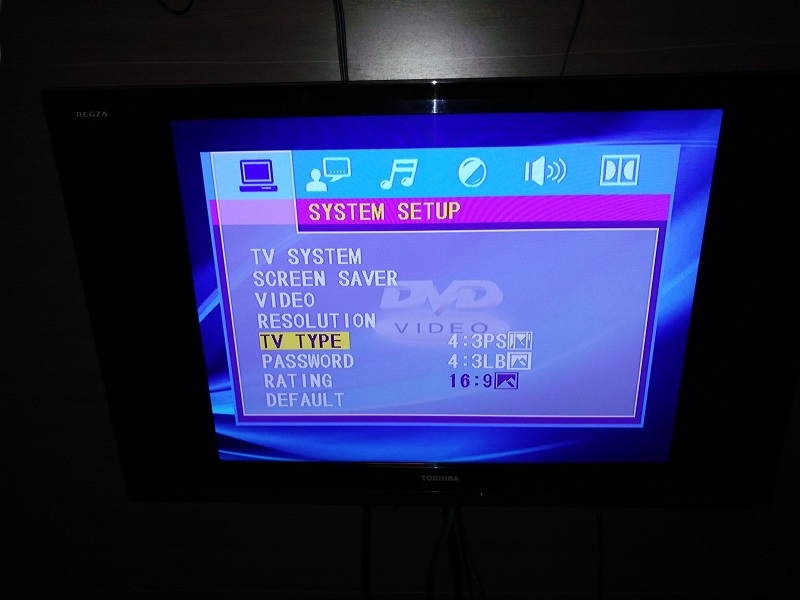 REGZA
SYSTEM SETUP
TV SYSTEM
SCREEN SAVER
VIDEO
DVD
RESOLUTION
VIDEO
TV TYPE 4:3PS
PASSWORD 4:3LB
RATING 16:9
DEFAULT
TOSHIBA